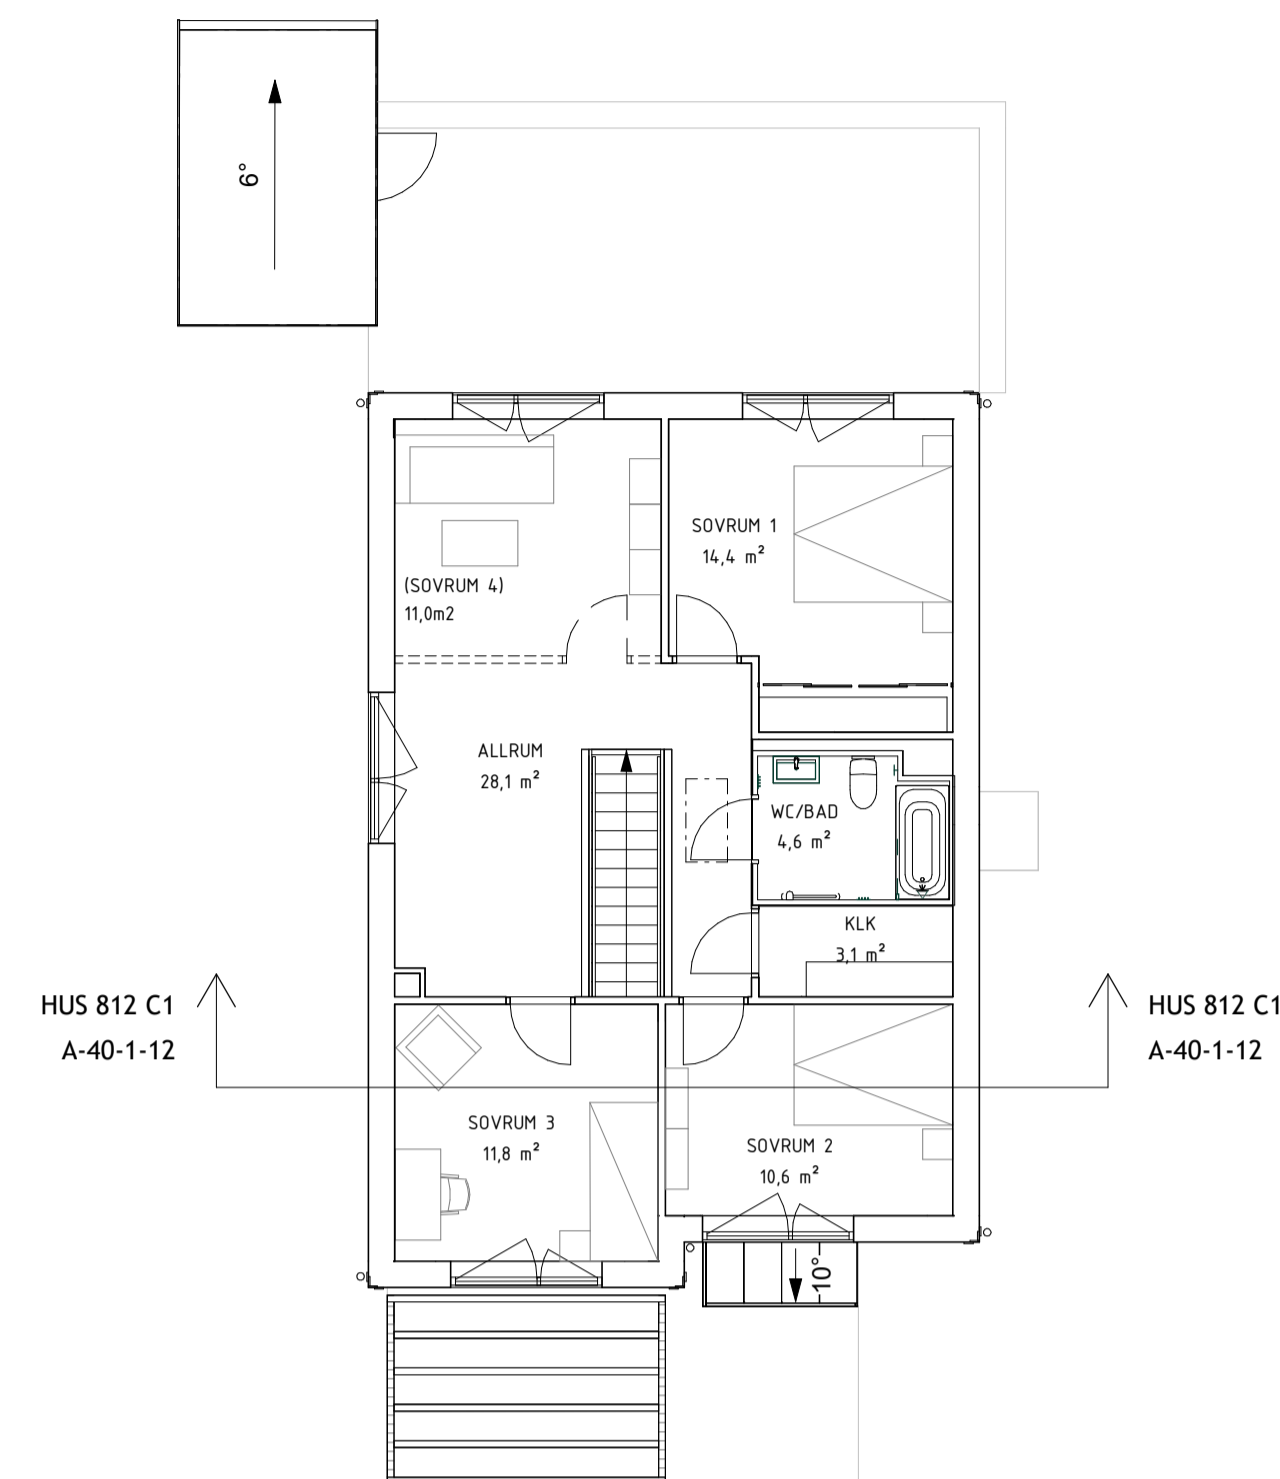 6°
SOVRUM 1
14,4 m²
(SOVRUM 4)
11,0m2
ALLRUM
28,1 m²
WC/BAD
4,6 m²
KLK
3,1 m²
HUS 812 C1
A-40-1-12
HUS 812 C1
A-40-1-12
SOVRUM 3
11,8 m²
SOVRUM 2
10,6 m²
10°